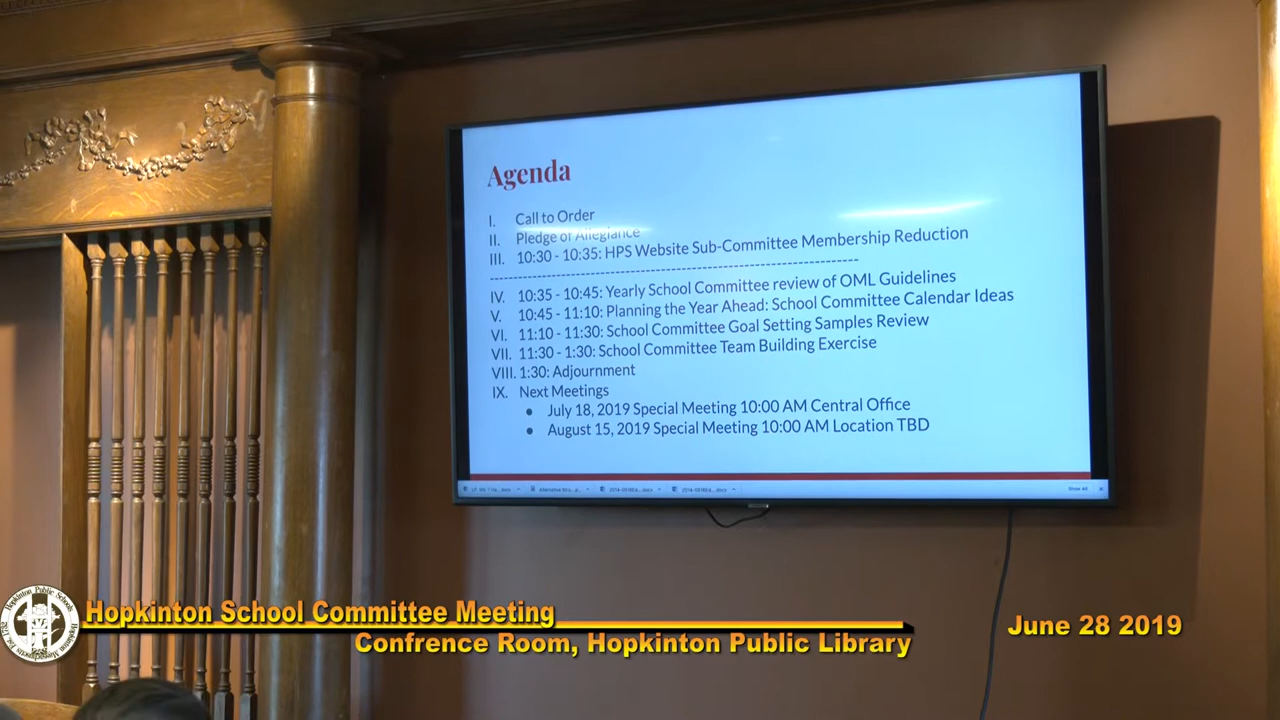 Agenda
I. Call to Order
II. Pledge of Allegiance
III. 10:30 - 10:35: HPS Website Sub-Committee Membership Reduction
--------------------------------------------------------------------------------
IV. 10:35 - 10:45: Yearly School Committee review of OML Guidelines
V. 10:45 - 11:10: Planning the Year Ahead: School Committee Calendar Ideas
VI. 11:10 - 11:30: School Committee Goal Setting Samples Review
VII. 11:30 - 1:30: School Committee Team Building Exercise
VIII. 1:30: Adjournment
IX. Next Meetings
● July 18, 2019 Special Meeting 10:00 AM Central Office
● August 15, 2019 Special Meeting 10:00 AM Location TBD
Show All
Hopkinton Public Schools
Hopkinton School Committee Meeting
Confrence Room, Hopkinton Public Library
June 28 2019